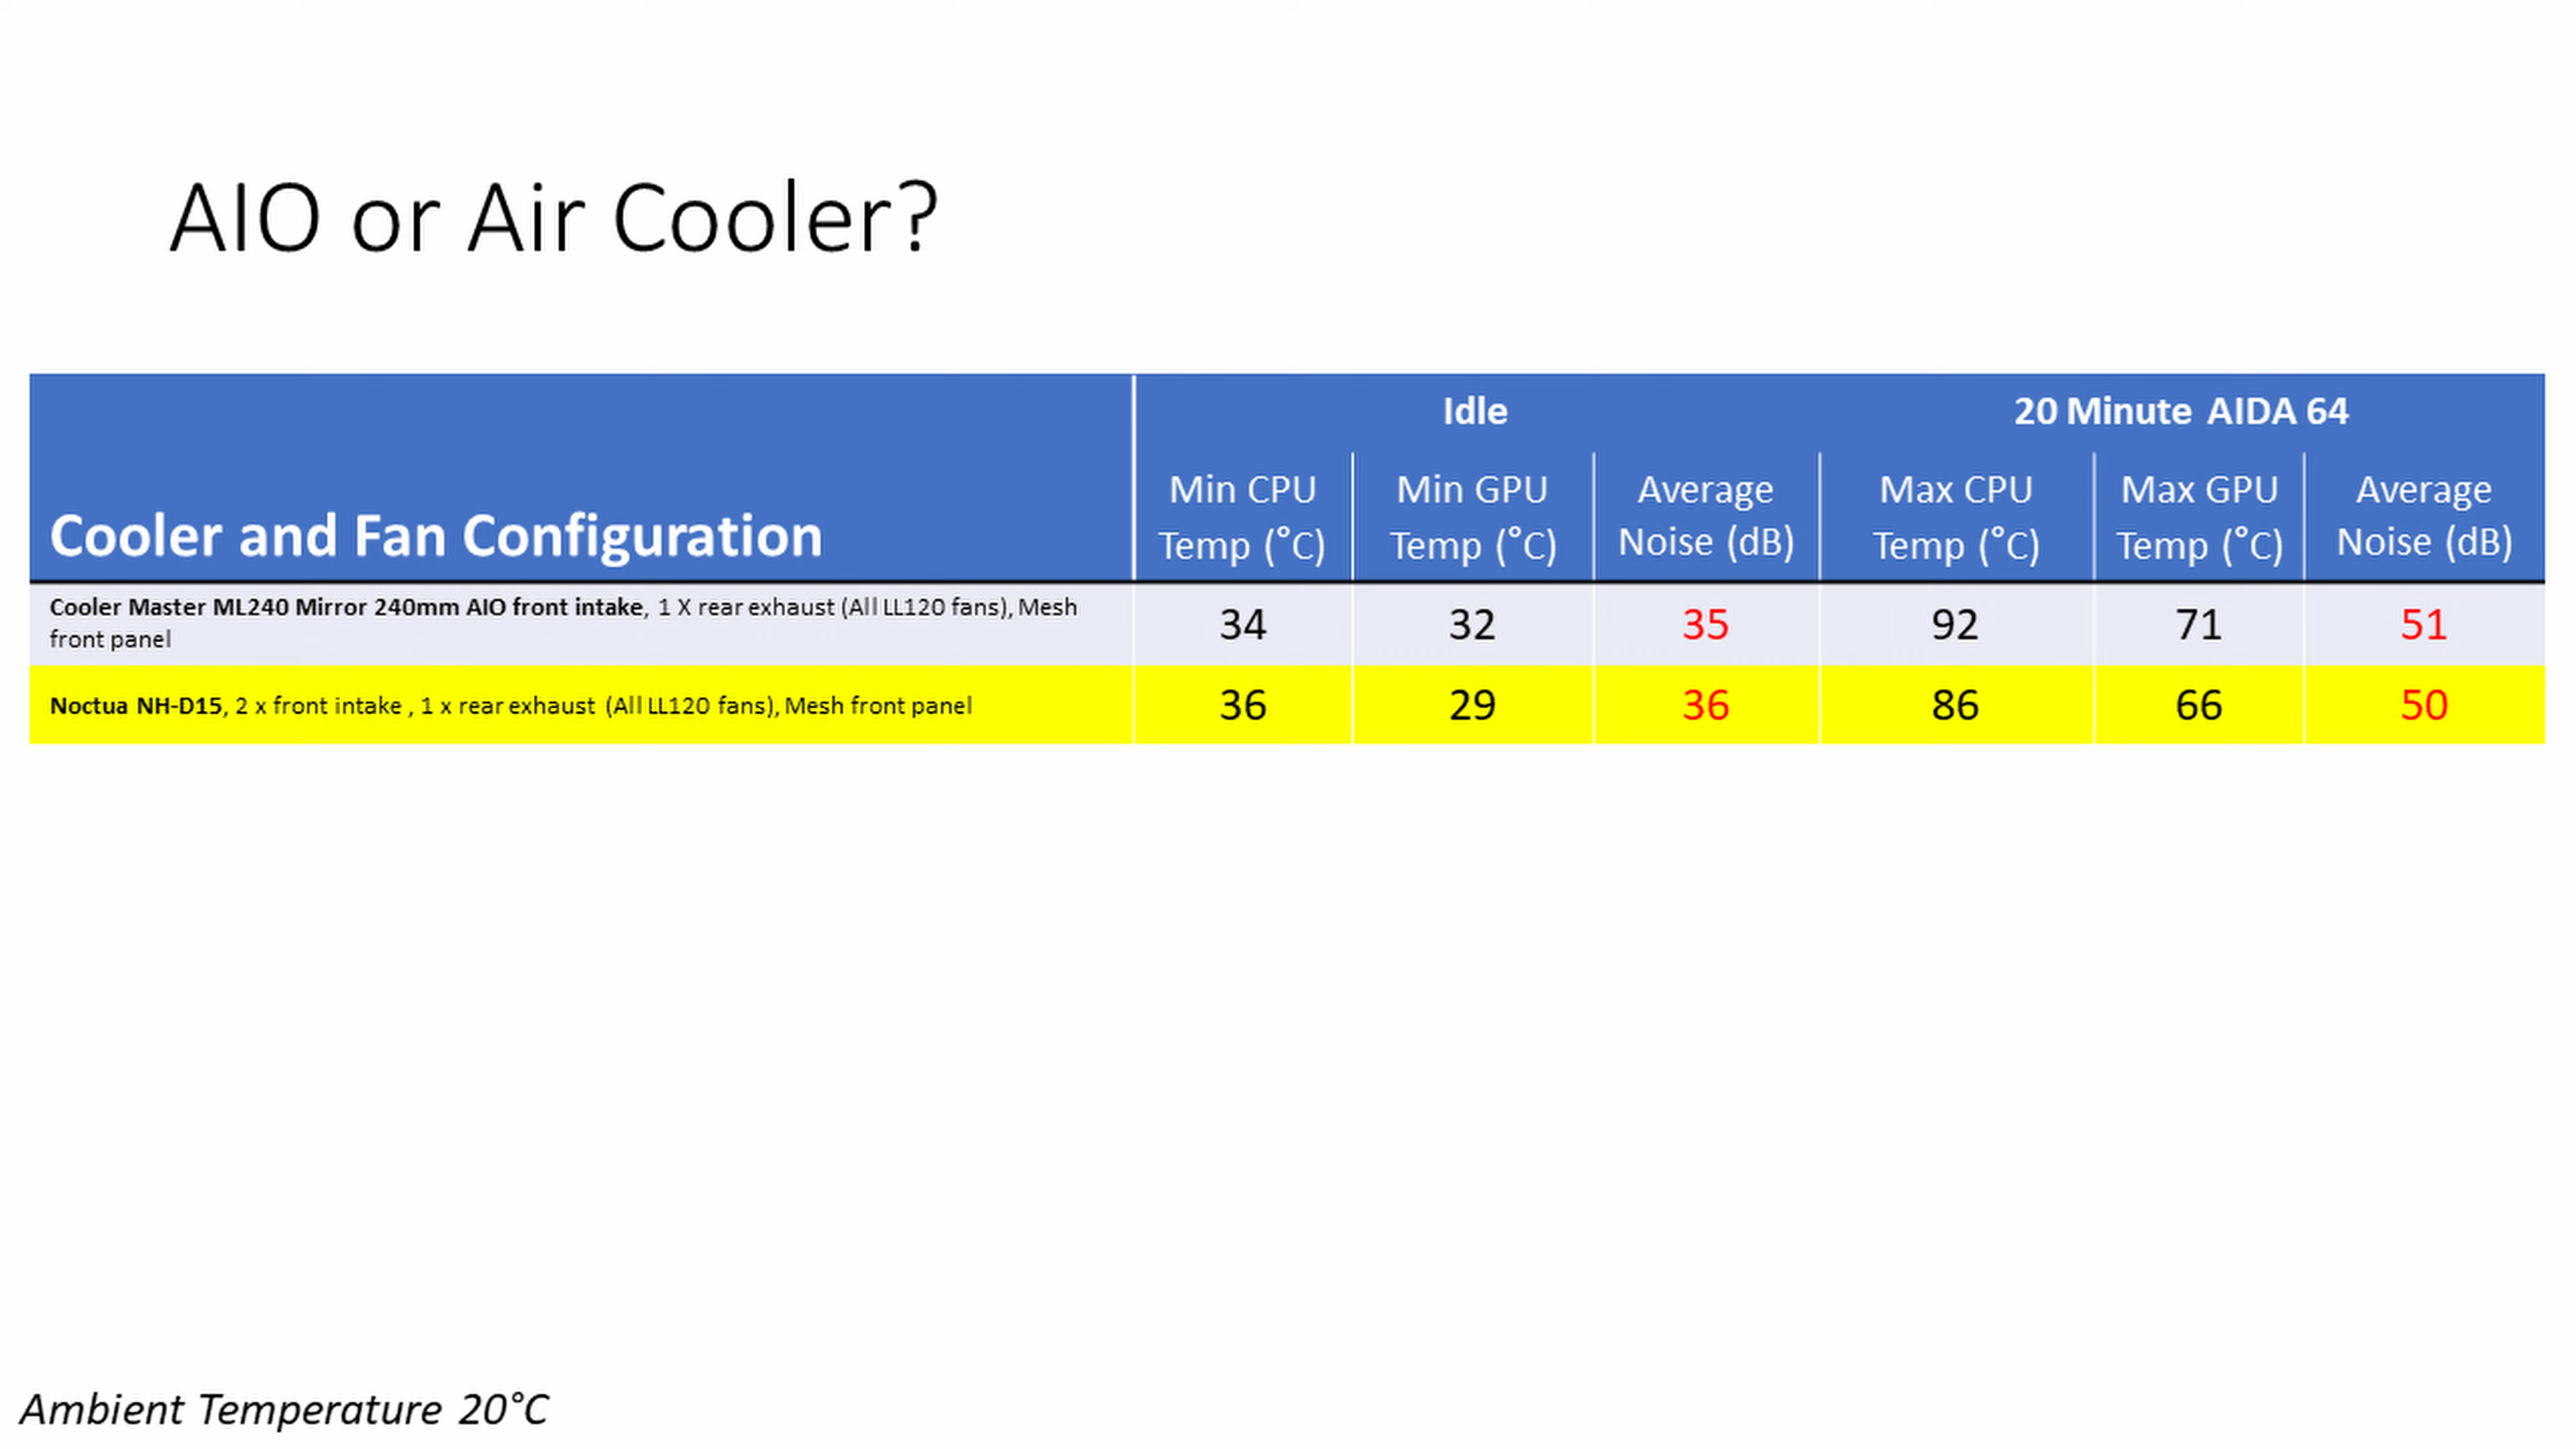 AIO or Air Cooler?
Idle
20 Minute AIDA 64
Cooler and Fan Configuration
Min CPU
Temp (°C)
Min GPU
Temp (°C)
Average
Noise (dB)
Max CPU
Temp (°C)
Max GPU
Temp (°C)
Average
Noise (dB)
Cooler Master ML240 Mirror 240mm AIO front intake, 1 X rear exhaust (All LL120 fans), Mesh
front panel
34
32
35
92
71
51
Noctua NH-D15, 2 x front intake , 1 x rear exhaust (All LL120 fans), Mesh front panel
36
29
36
86
66
50
Ambient Temperature 20°C